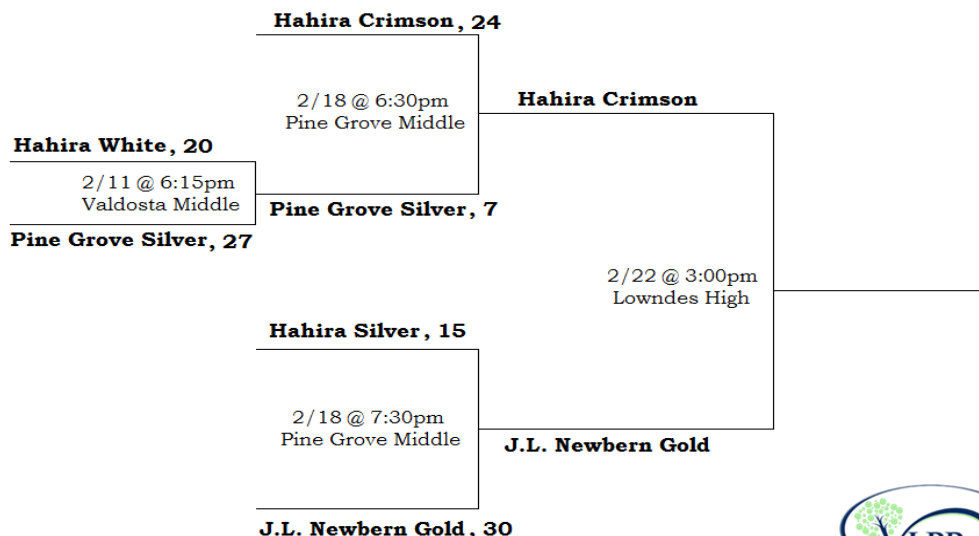 Hahira Crimson, 24
2/18 @ 6:30pm
Pine Grove Middle
Hahira Crimson
Hahira White, 20
2/11 @ 6:15pm
Valdosta Middle
Pine Grove Silver, 7
Pine Grove Silver, 27
2/22 @ 3:00pm
Lowndes High
Hahira Silver, 15
2/18 @ 7:30pm
Pine Grove Middle
J.L. Newbern Gold
J.L. Newbern Gold, 30